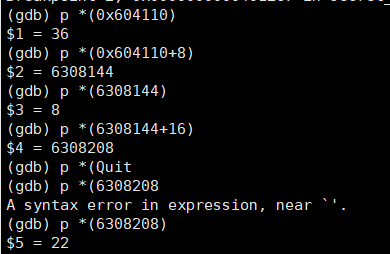 (gdb) p *(0x604110)
$1 = 36
(gdb) p *(0x604110+8)
$2 = 6308144
(gdb) p *(6308144)
$3 = 8
(gdb) p *(6308144+16)
$4 = 6308208
(gdb) p *(Quit
(gdb) p *(6308208
A syntax error in expression, near `'.
(gdb) p *(6308208)
$5 = 22